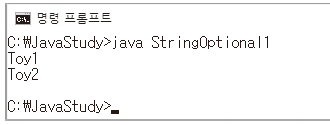 명령 프롬프트
C:₩JavaStudy>java StringOptional1
Toy1
Toy2
C:₩JavaStudy>